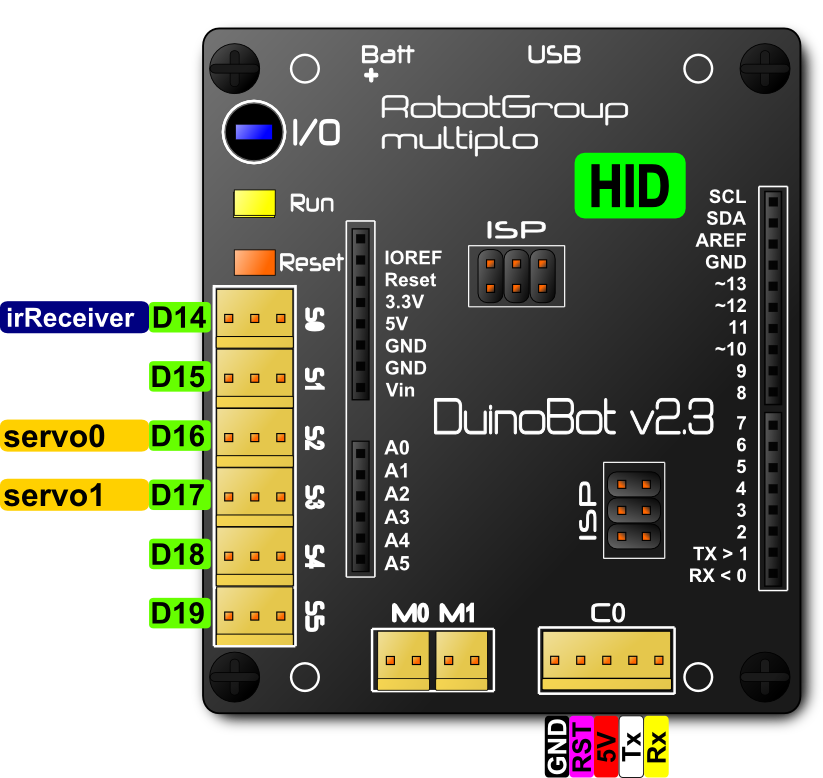 Batt
+
USB
RobotGroup
multiplo
I/O
HID
Run
ISP
Reset
SCL
SDA
AREF
GND
~13
~12
11
~10
9
8
7
6
5
4
3
2
TX > 1
RX < 0
IOREF
Reset
3.3V
5V
GND
GND
Vin
DuinoBot v2.3
A0
A1
A2
A3
A4
A5
ISP
irReceiver D14 S0
D15 S1
servo0 D16 S2
servo1 D17 S3
D18 S4
D19 S5
M0 M1
C0
GND
RST
5V
Tx
Rx